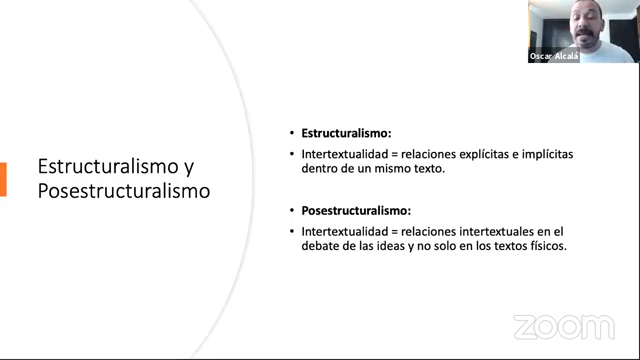 Oscar Alcalá
Estructuralismo y
Posestructuralismo
• Estructuralismo:
• Intertextualidad = relaciones explícitas e implícitas
dentro de un mismo texto.
• Posestructuralismo:
• Intertextualidad = relaciones intertextuales en el
debate de las ideas y no solo en los textos físicos.
zoom